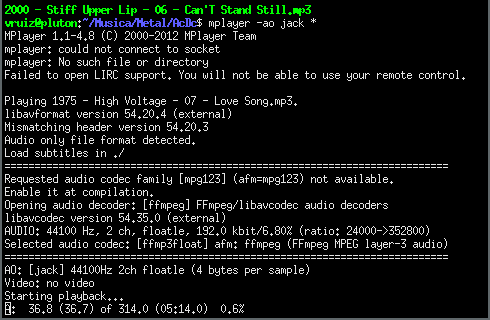 2000 - Stiff Upper Lip - 06 - Can'T Stand Still.mp3
vruiz@pluton:~/Musica/Metal/AcDc$ mplayer -ao jack *
MPlayer 1.1-4.8 (C) 2000-2012 MPlayer Team
mplayer: could not connect to socket
mplayer: No such file or directory
Failed to open LIRC support. You will not be able to use your remote control.
Playing 1975 - High Voltage - 07 - Love Song.mp3.
libavformat version 54.20.4 (external)
Mismatching header version 54.20.3
Audio only file format detected.
Load subtitles in ./
==========================================================================
Requested audio codec family [mpg123] (afm=mpg123) not available.
Enable it at compilation.
Opening audio decoder: [ffmpeg] FFmpeg/libavcodec audio decoders
libavcodec version 54.35.0 (external)
AUDIO: 44100 Hz, 2 ch, floatle, 192.0 kbit/6.80% (ratio: 24000->352800)
Selected audio codec: [ffmp3float] afm: ffmpeg (FFmpeg MPEG layer-3 audio)
==========================================================================
AO: [jack] 44100Hz 2ch floatle (4 bytes per sample)
Video: no video
Starting playback...
A:  36.8 (36.7) of 314.0 (05:14.0)  0.6%